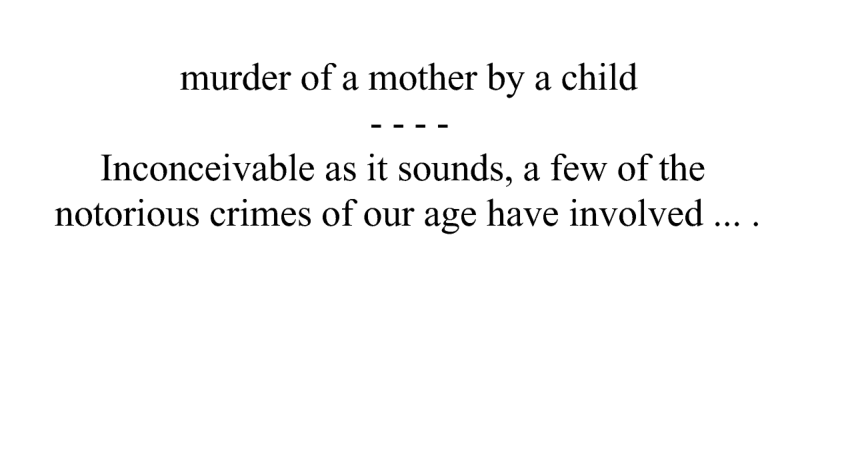 murder of a mother by a child
- - - -
Inconceivable as it sounds, a few of the
notorious crimes of our age have involved ... .